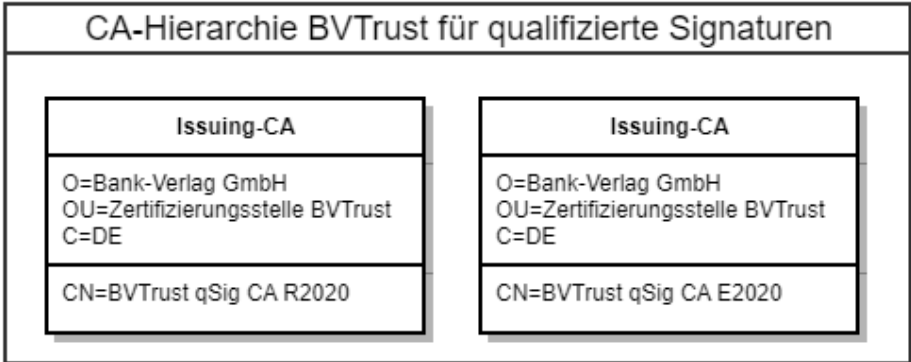 CA-Hierarchie BVTrust für qualifizierte Signaturen
Issuing-CA
O=Bank-Verlag GmbH
OU=Zertifizierungsstelle BVTrust
C=DE
CN=BVTrust qSig CA R2020
Issuing-CA
O=Bank-Verlag GmbH
OU=Zertifizierungsstelle BVTrust
C=DE
CN=BVTrust qSig CA E2020